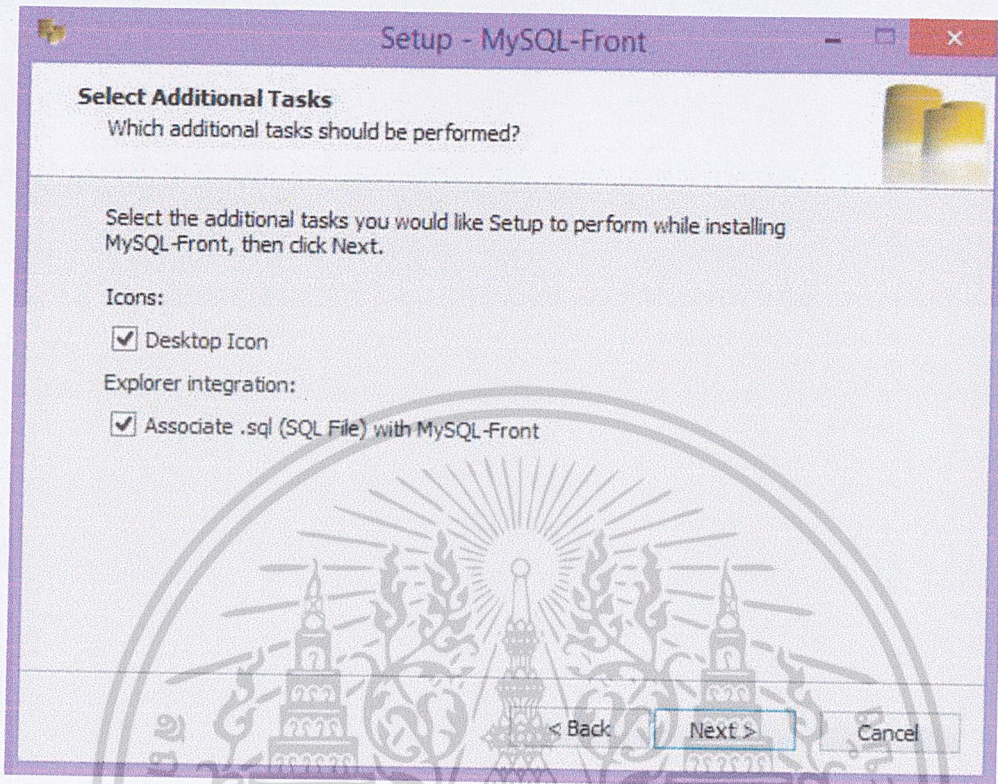 Setup - MySQL-Front
Select Additional Tasks
Which additional tasks should be performed?
Select the additional tasks you would like Setup to perform while installing
MySQL-Front, then click Next.
Icons:
Desktop Icon
Explorer integration:
Associate .sql (SQL File) with MySQL-Front
< Back
Next >
Cancel